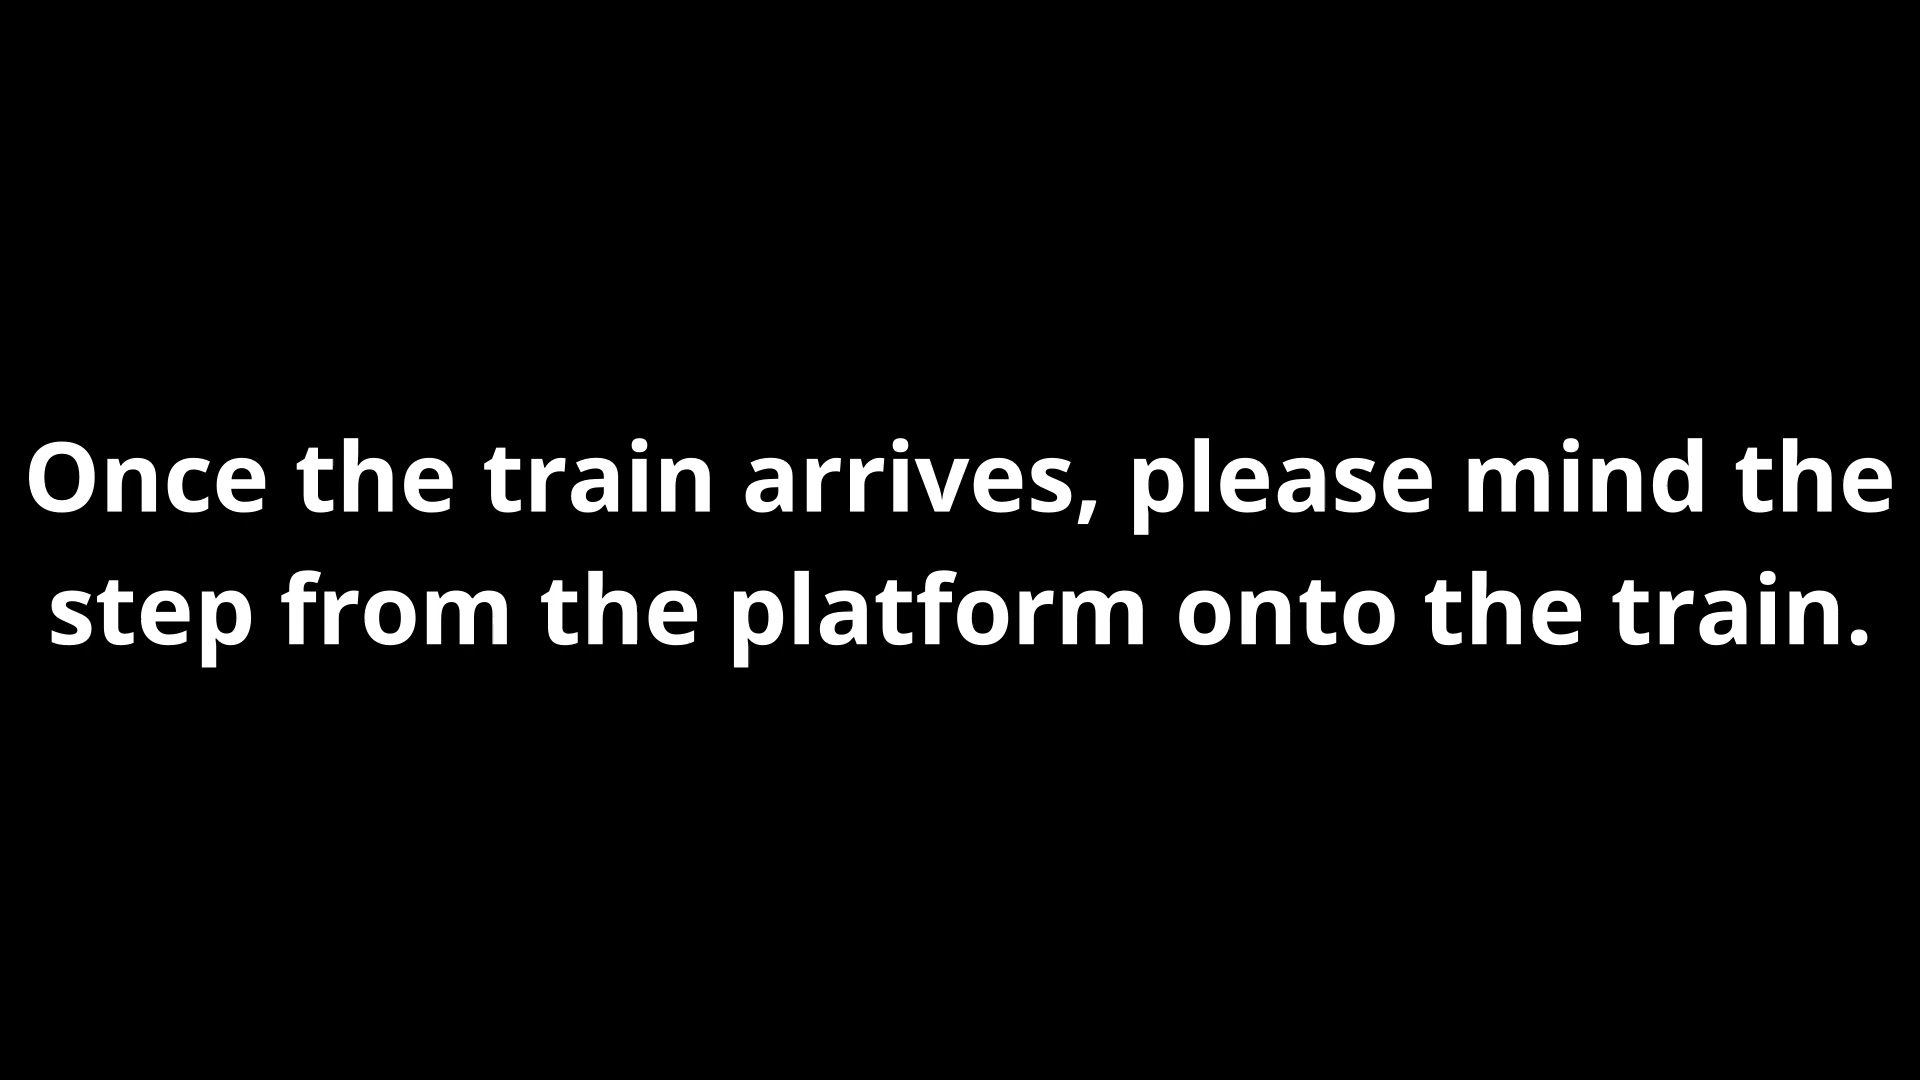 Once the train arrives, please mind the
step from the platform onto the train.